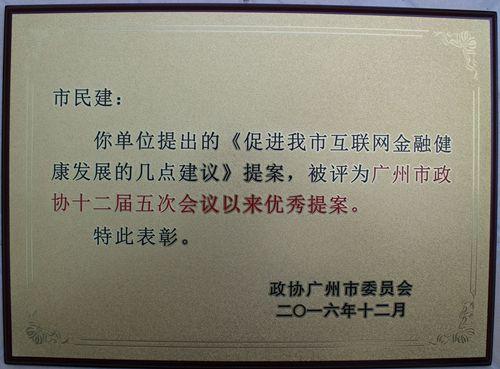 市民建：
你单位提出的《促进我市互联网金融健
康发展的几点建议》提案，被评为广州市政
协十二届五次会议以来优秀提案。
特此表彰。
政协广州市委员会
二〇一六年十二月